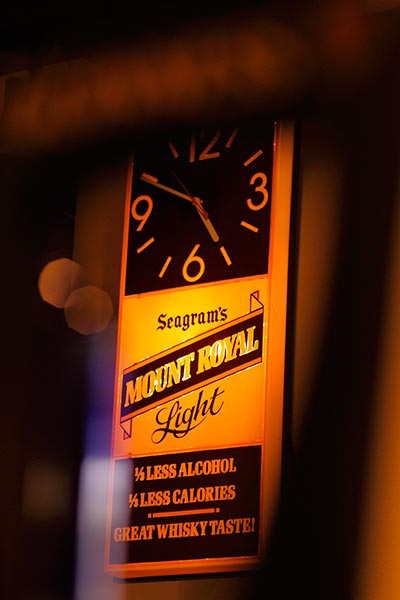 12
3
9
6
Seagram's
MOUNT ROYAL
Light
⅓ LESS ALCOHOL
⅓ LESS CALORIES
GREAT WHISKY TASTE!